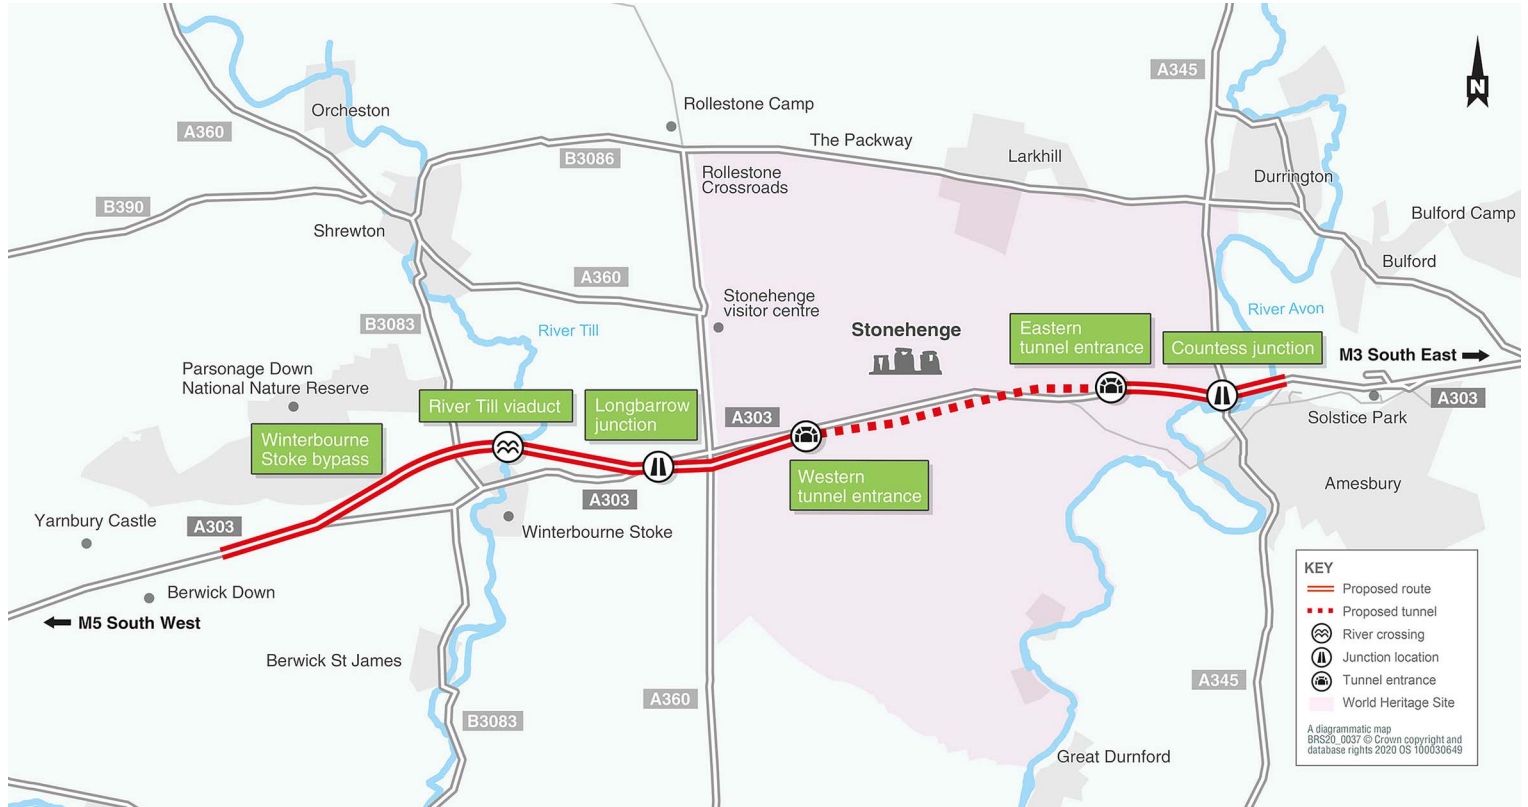 A345
N
Orcheston
Rollestone Camp
A360
The Packway
B3086
Larkhill
Rollestone
Crossroads
Durrington
B390
Bulford Camp
Shrewton
Bulford
A360
Stonehenge
visitor centre
B3083
River Till
River Avon
Stonehenge
Eastern
tunnel entrance
Countess junction
M3 South East
Parsonage Down
National Nature Reserve
River Till viaduct
Longbarrow
junction
A303
A303
Solstice Park
Winterbourne
Stoke bypass
Western
tunnel entrance
Amesbury
A303
Yarnbury Castle
A303
Winterbourne Stoke
Berwick Down
M5 South West
Berwick St James
A360
A345
B3083
Great Durnford
KEY
Proposed route
Proposed tunnel
River crossing
Junction location
Tunnel entrance
World Heritage Site
A diagrammatic map
BRS20_0037 © Crown copyright and
database rights 2020 OS 100030649